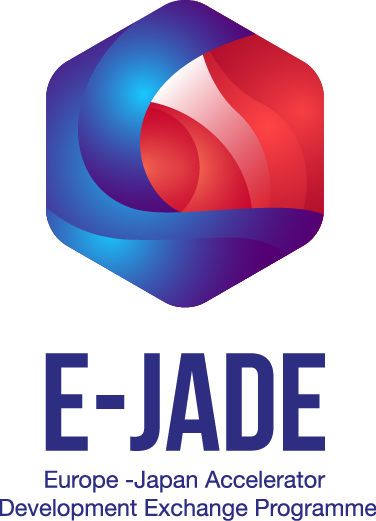 E-JADE
Europe -Japan Accelerator
Development Exchange Programme